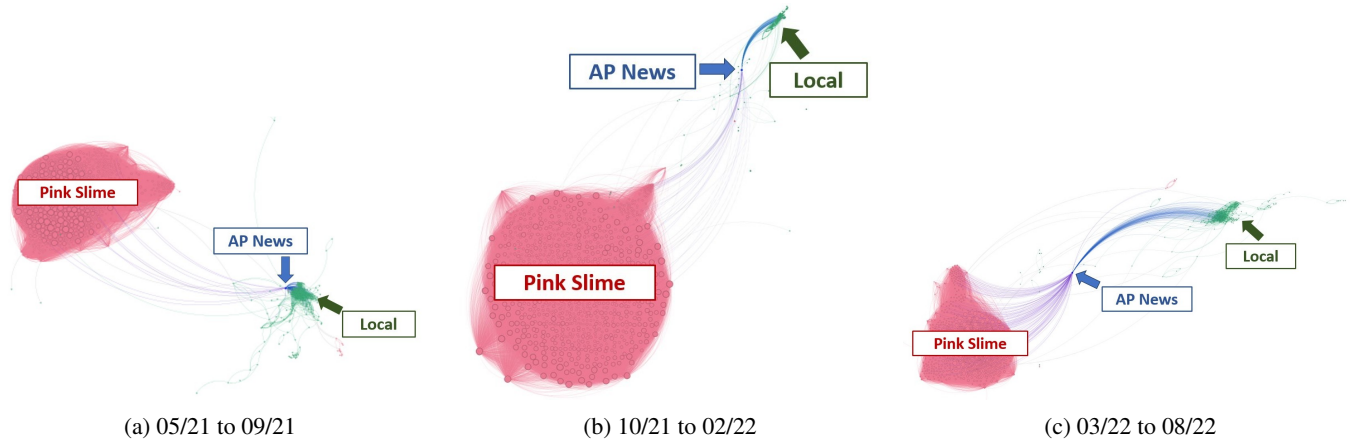 Pink Slime
AP News
Local
(a) 05/21 to 09/21
AP News
Local
Pink Slime
(b) 10/21 to 02/22
Local
AP News
Pink Slime
(c) 03/22 to 08/22